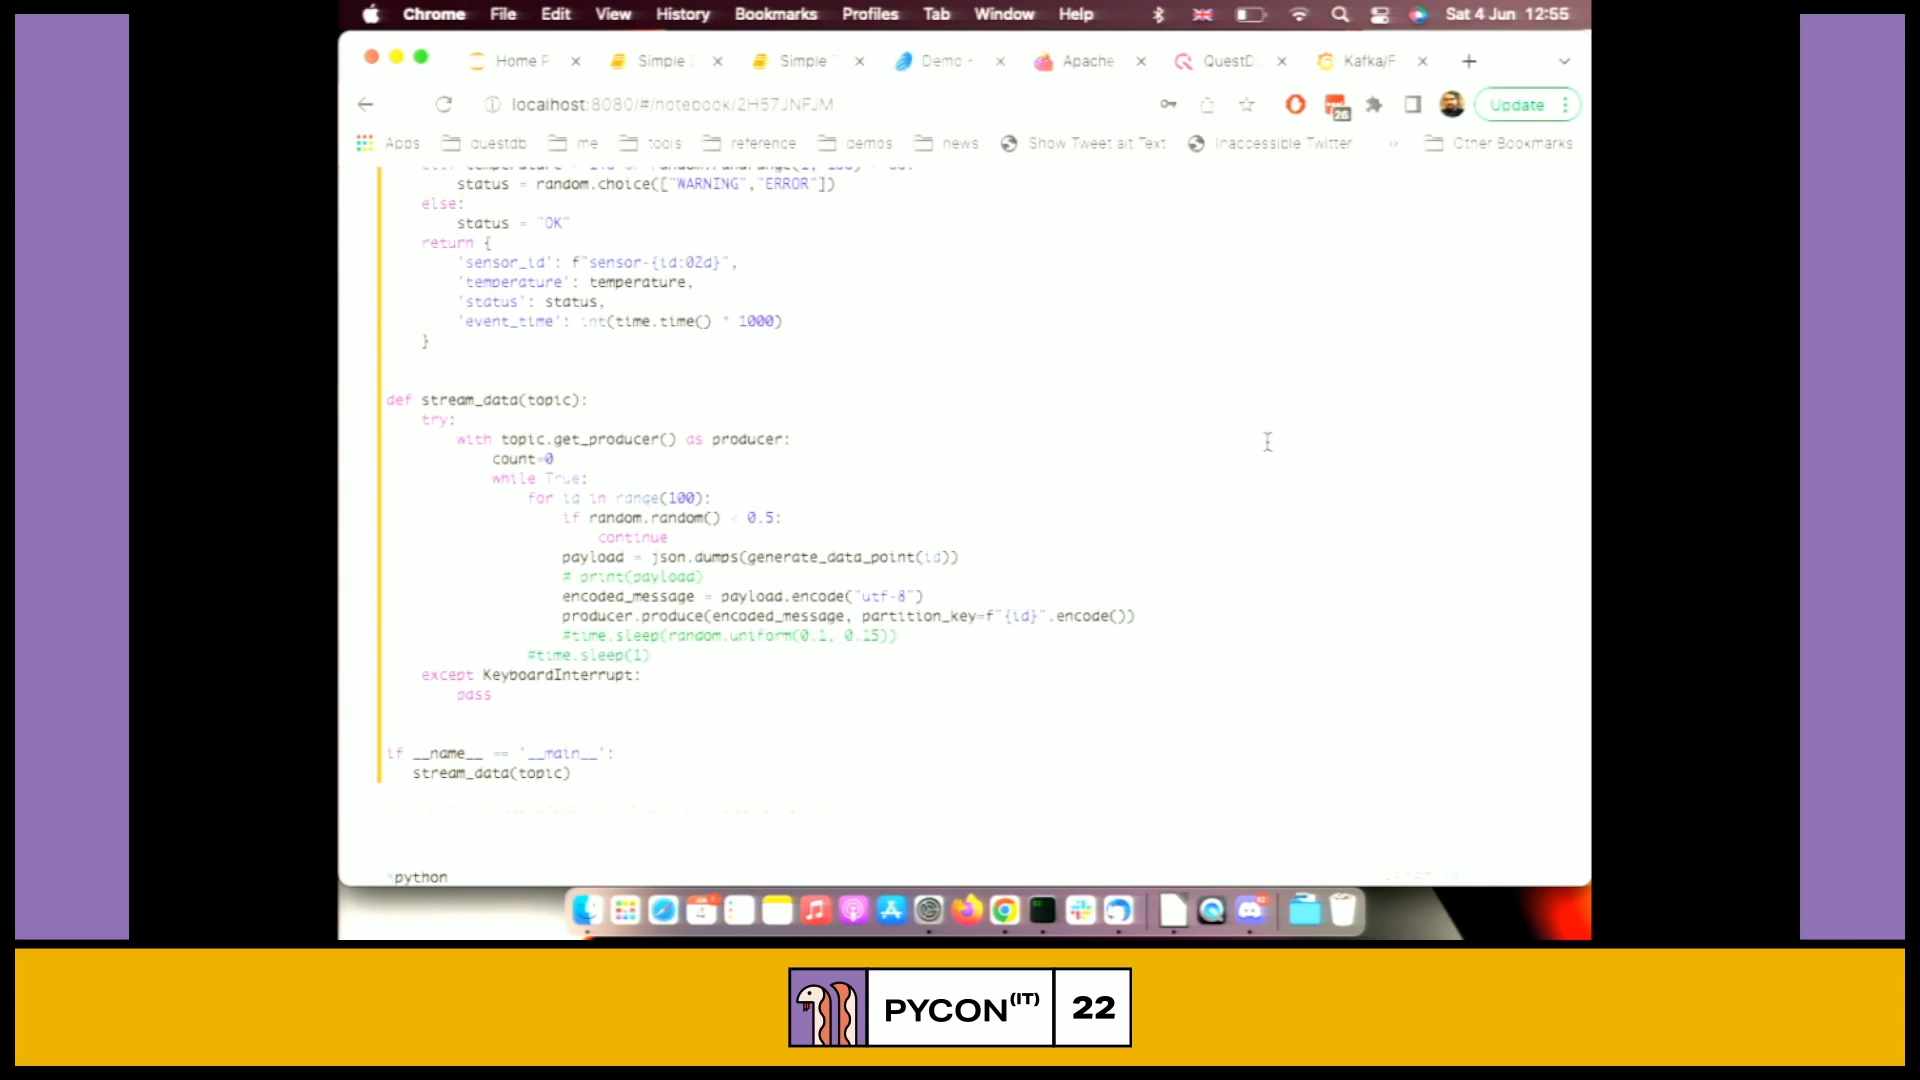 Chrome File Edit View History Bookmarks Profiles Tab Window Help Sat 4 Jun 12:55
Home P Simple Simple Demo - Apache QuestD Kafka/F
localhost:8080/#/notebook/2H57JNFJM 26 Update
Apps questdb me tools reference demos news Show Tweet alt Text Inaccessible Twitter » Other Bookmarks
status = random.choice(["WARNING","ERROR"])
else:
status = "OK"
return {
'sensor_id': f"sensor-{id:02d}",
'temperature': temperature,
'status': status,
'event_time': int(time.time() * 1000)
}
def stream_data(topic):
try:
with topic.get_producer() as producer:
count=0
while True:
for id in range(100):
if random.random() < 0.5:
continue
payload = json.dumps(generate_data_point(id))
# print(payload)
encoded_message = payload.encode("utf-8")
producer.produce(encoded_message, partition_key=f"{id}".encode())
#time.sleep(random.uniform(0.1, 0.15))
#time.sleep(1)
except KeyboardInterrupt:
pass
if __name__ == '__main__':
stream_data(topic)
%python
4
PYCON(IT) 22